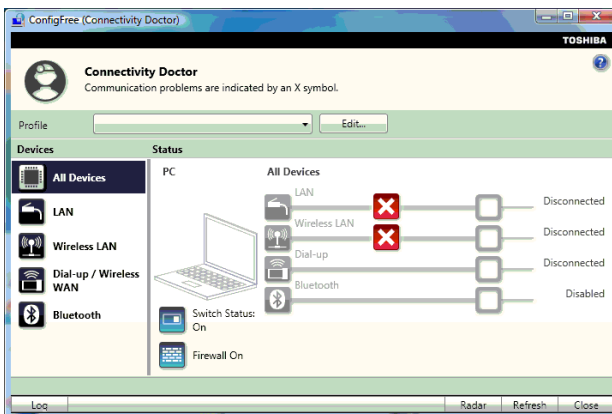 ConfigFree (Connectivity Doctor)
TOSHIBA
Connectivity Doctor
Communication problems are indicated by an X symbol.
Profile
Edit...
Devices
Status
All Devices
LAN
Wireless LAN
Dial-up / Wireless
WAN
Bluetooth
PC
Switch Status:
On
Firewall On
All Devices
LAN
Disconnected
Wireless LAN
Disconnected
Dial-up
Disconnected
Bluetooth
Disabled
Log
Radar
Refresh
Close